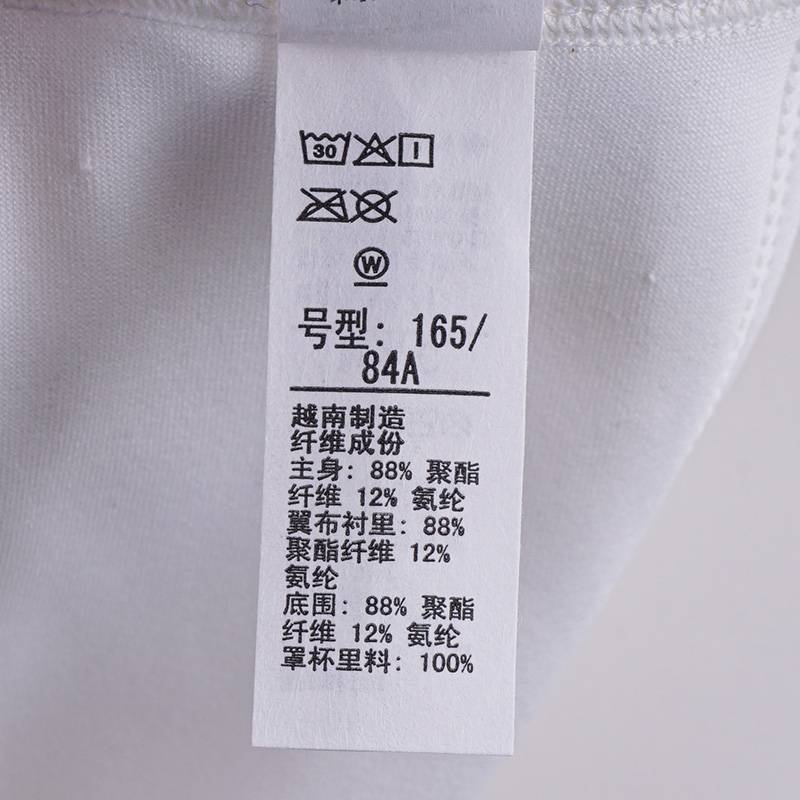 30
W
号型: 165/
84A
越南制造
纤维成份
主身: 88% 聚酯
纤维 12% 氨纶
翼布衬里: 88%
聚酯纤维 12%
氨纶
底围: 88% 聚酯
纤维 12% 氨纶
罩杯里料: 100%